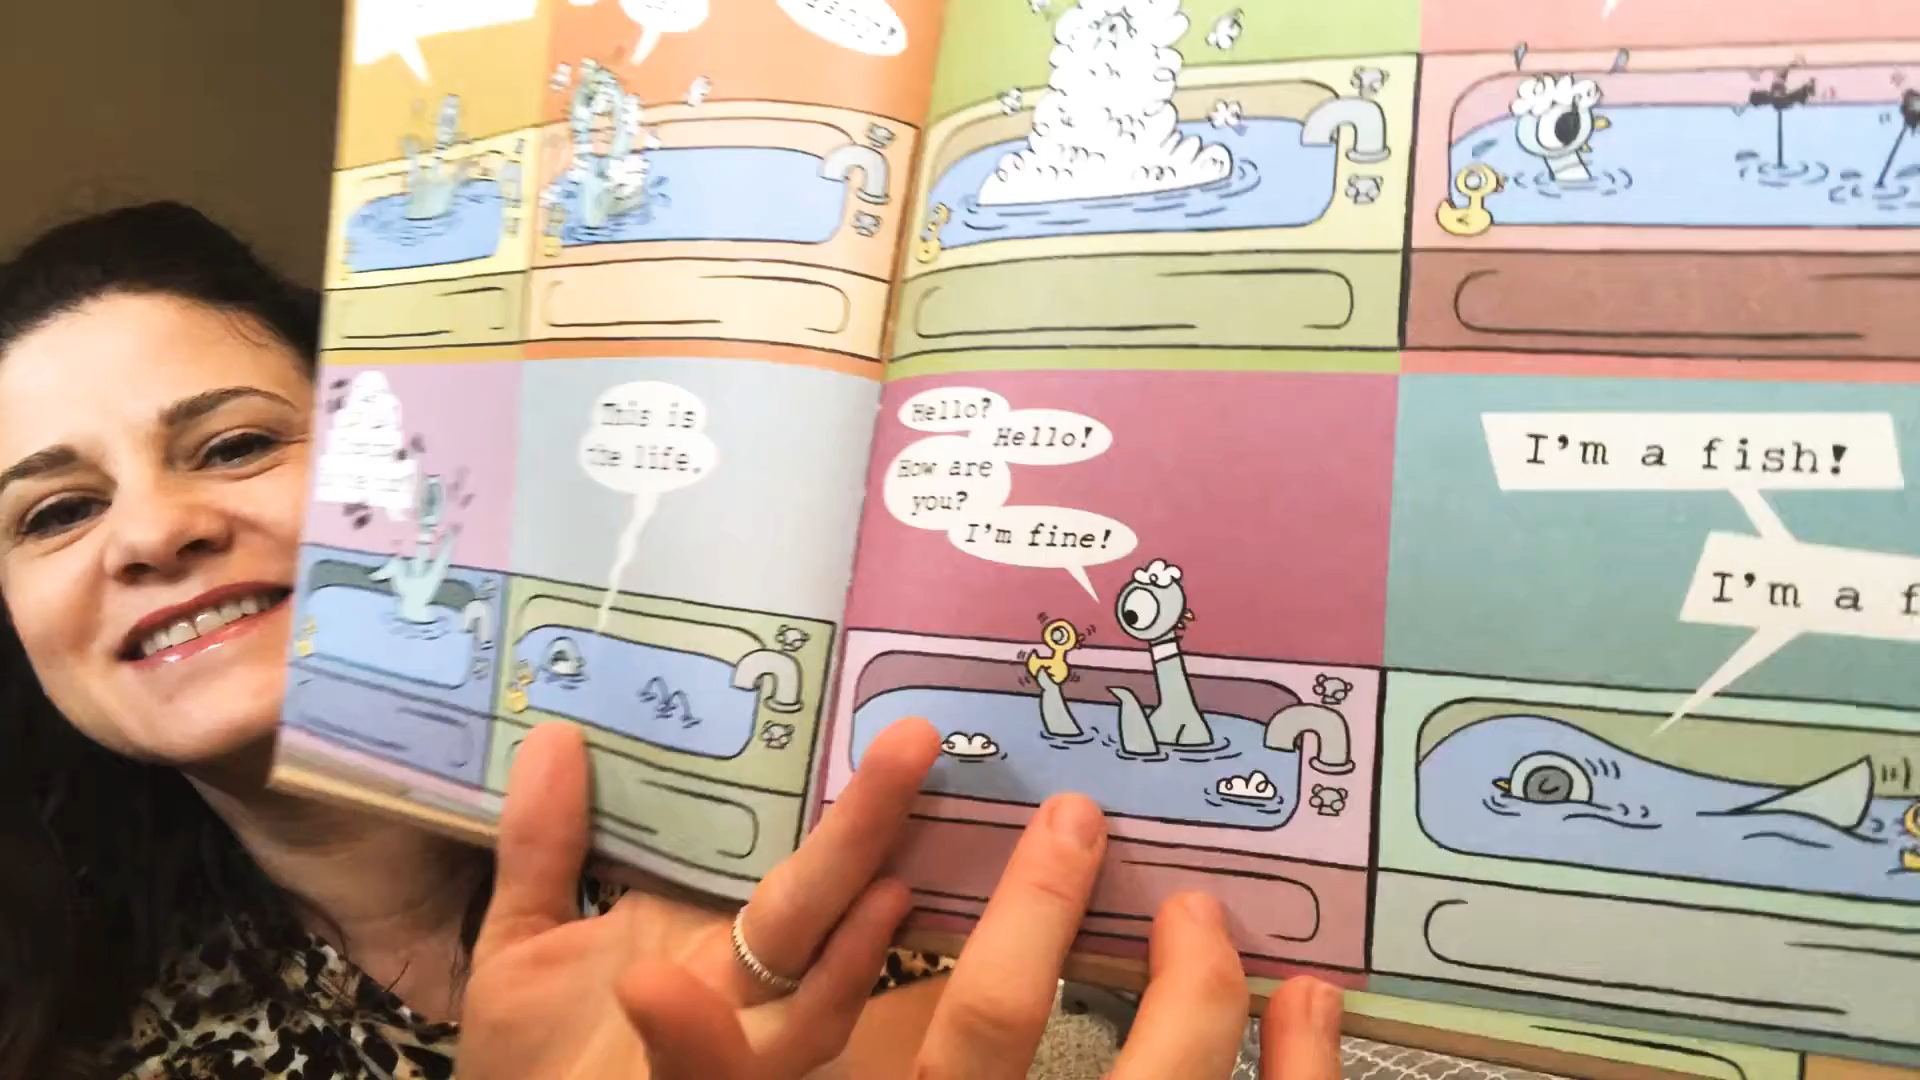 This is
the life.
Hello?
Hello!
How are
you?
I'm fine!
I'm a fish!
I'm a f